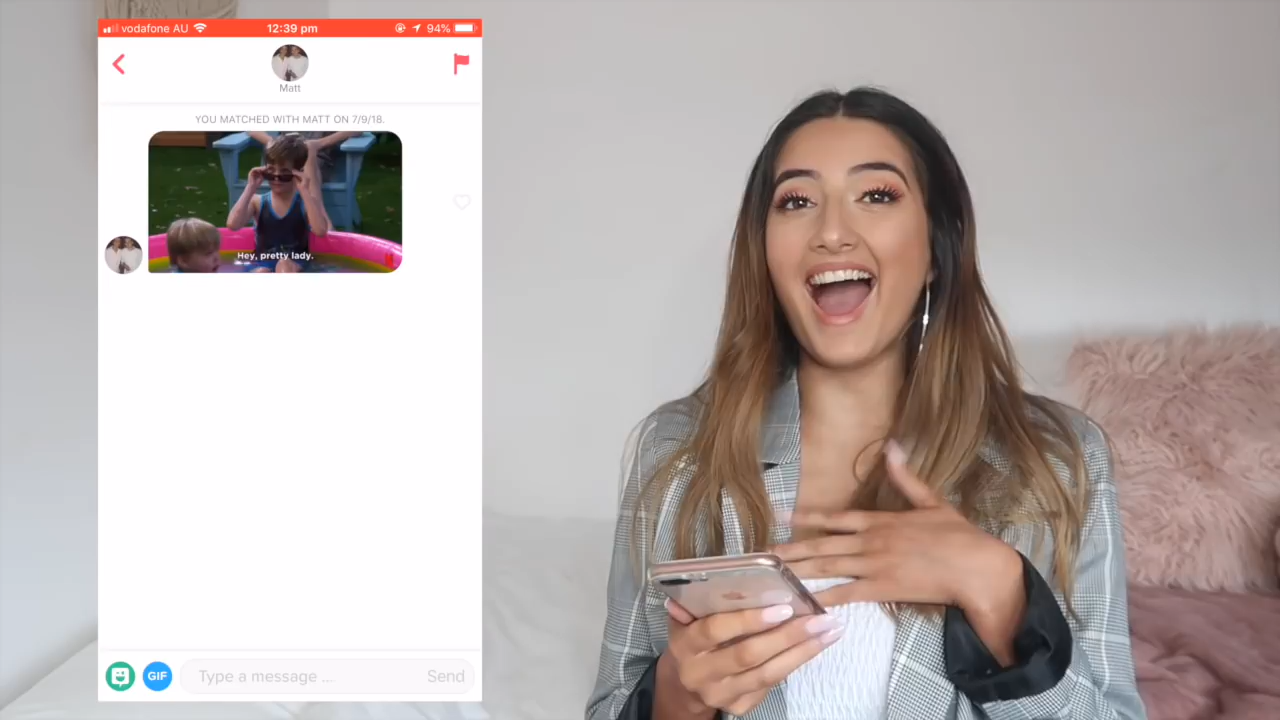 vodafone AU 12:39 pm 94%
Matt
YOU MATCHED WITH MATT ON 7/9/18.
Hey, pretty lady.
GIF Type a message ... Send